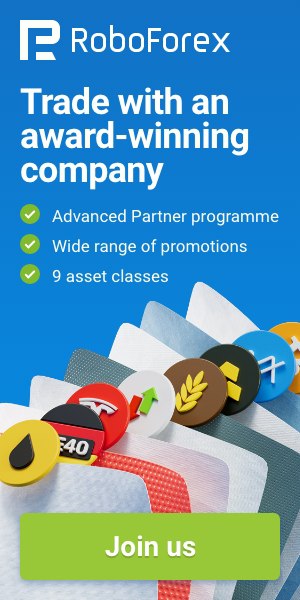 RoboForex
Trade with an
award-winning
company
Advanced Partner programme
Wide range of promotions
9 asset classes
Join us